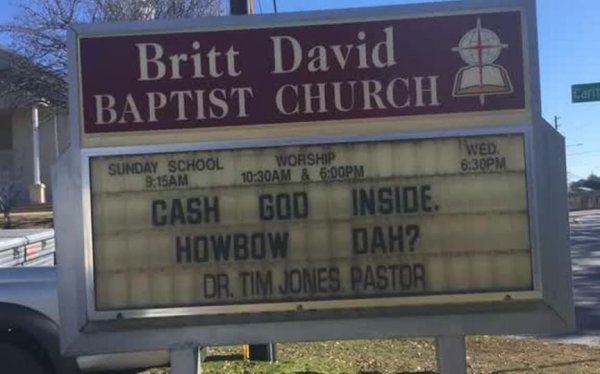 Britt David
BAPTIST CHURCH
SUNDAY SCHOOL WORSHIP WED.
9:15AM 10:30AM & 6:00PM 6:30PM
CASH GOD INSIDE.
HOWBOW DAH?
DR. TIM JONES PASTOR